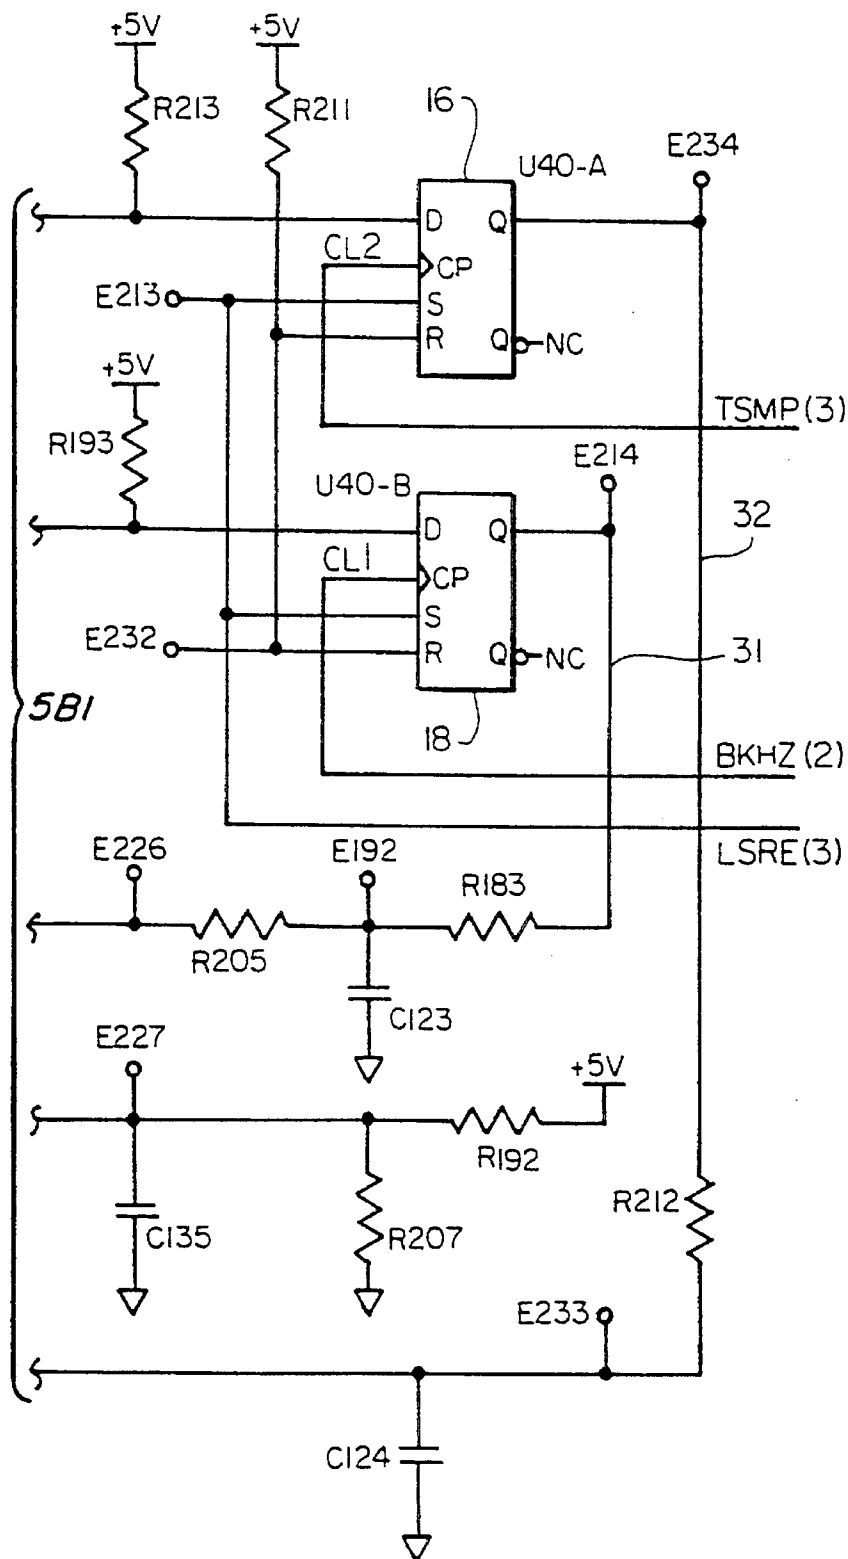 +5V
+5V
R213
R211
16
U40-A
E234
D
Q
CL2
CP
E213
S
R
Q
NC
+5V
TSMP(3)
R193
E214
U40-B
32
D
Q
CL1
CP
S
E232
R
Q
NC
31
5B1
18
BKHZ(2)
E226
E192
LSRE(3)
R183
R205
C123
E227
+5V
R192
R212
C135
R207
E233
C124